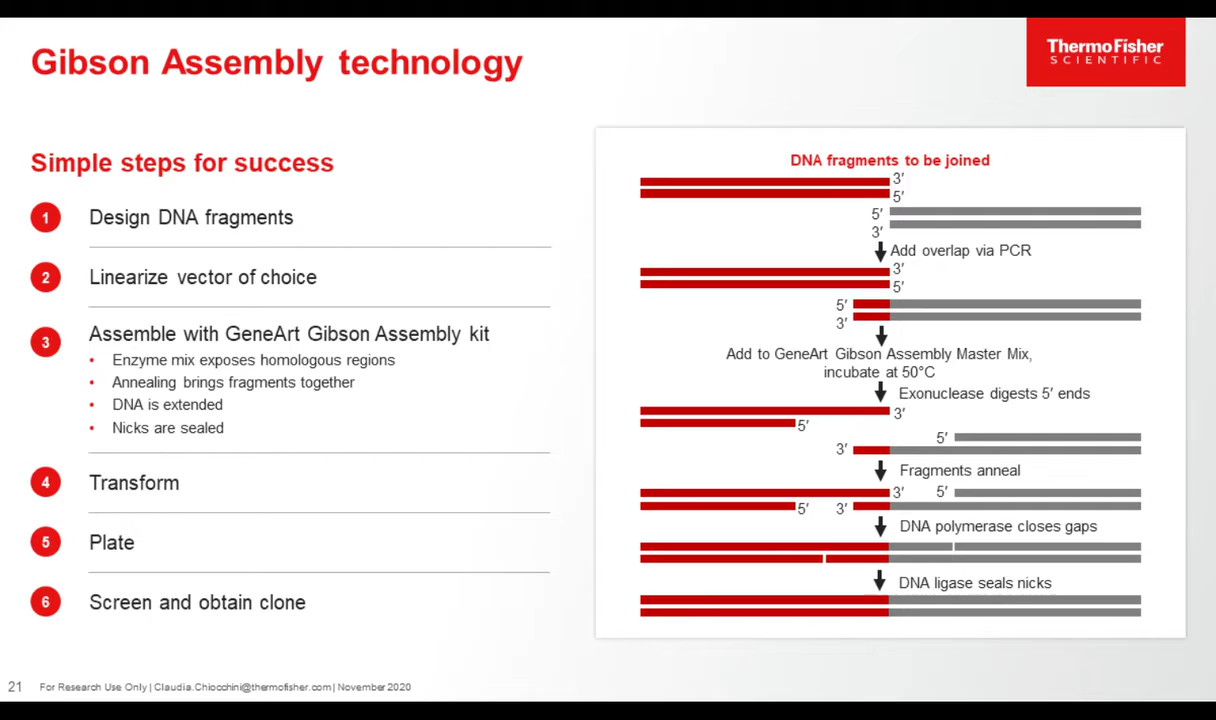 Gibson Assembly technology
ThermoFisher
SCIENTIFIC
Simple steps for success
1 Design DNA fragments
2 Linearize vector of choice
3 Assemble with GeneArt Gibson Assembly kit
• Enzyme mix exposes homologous regions
• Annealing brings fragments together
• DNA is extended
• Nicks are sealed
4 Transform
5 Plate
6 Screen and obtain clone
DNA fragments to be joined
3′
5′
5′
3′
Add overlap via PCR
3′
5′
5′
3′
Add to GeneArt Gibson Assembly Master Mix,
incubate at 50°C
Exonuclease digests 5′ ends
3′
5′
5′
3′
Fragments anneal
3′ 5′
5′ 3′
DNA polymerase closes gaps
DNA ligase seals nicks
21 For Research Use Only | Claudia.Chiocchini@thermofisher.com | November 2020